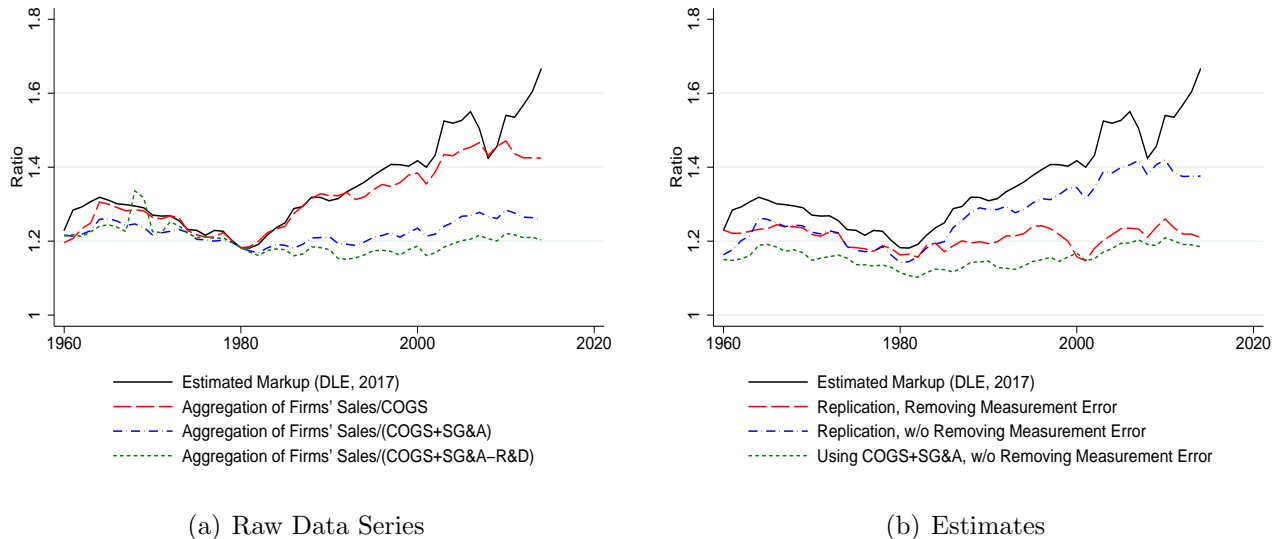 1.8
1.6
1.4
1.2
1
Ratio
1960
1980
2000
2020
Estimated Markup (DLE, 2017)
Aggregation of Firms' Sales/COGS
Aggregation of Firms' Sales/(COGS+SG&A)
Aggregation of Firms' Sales/(COGS+SG&A−R&D)
(a) Raw Data Series
1.8
1.6
1.4
1.2
1
Ratio
1960
1980
2000
2020
Estimated Markup (DLE, 2017)
Replication, Removing Measurement Error
Replication, w/o Removing Measurement Error
Using COGS+SG&A, w/o Removing Measurement Error
(b) Estimates